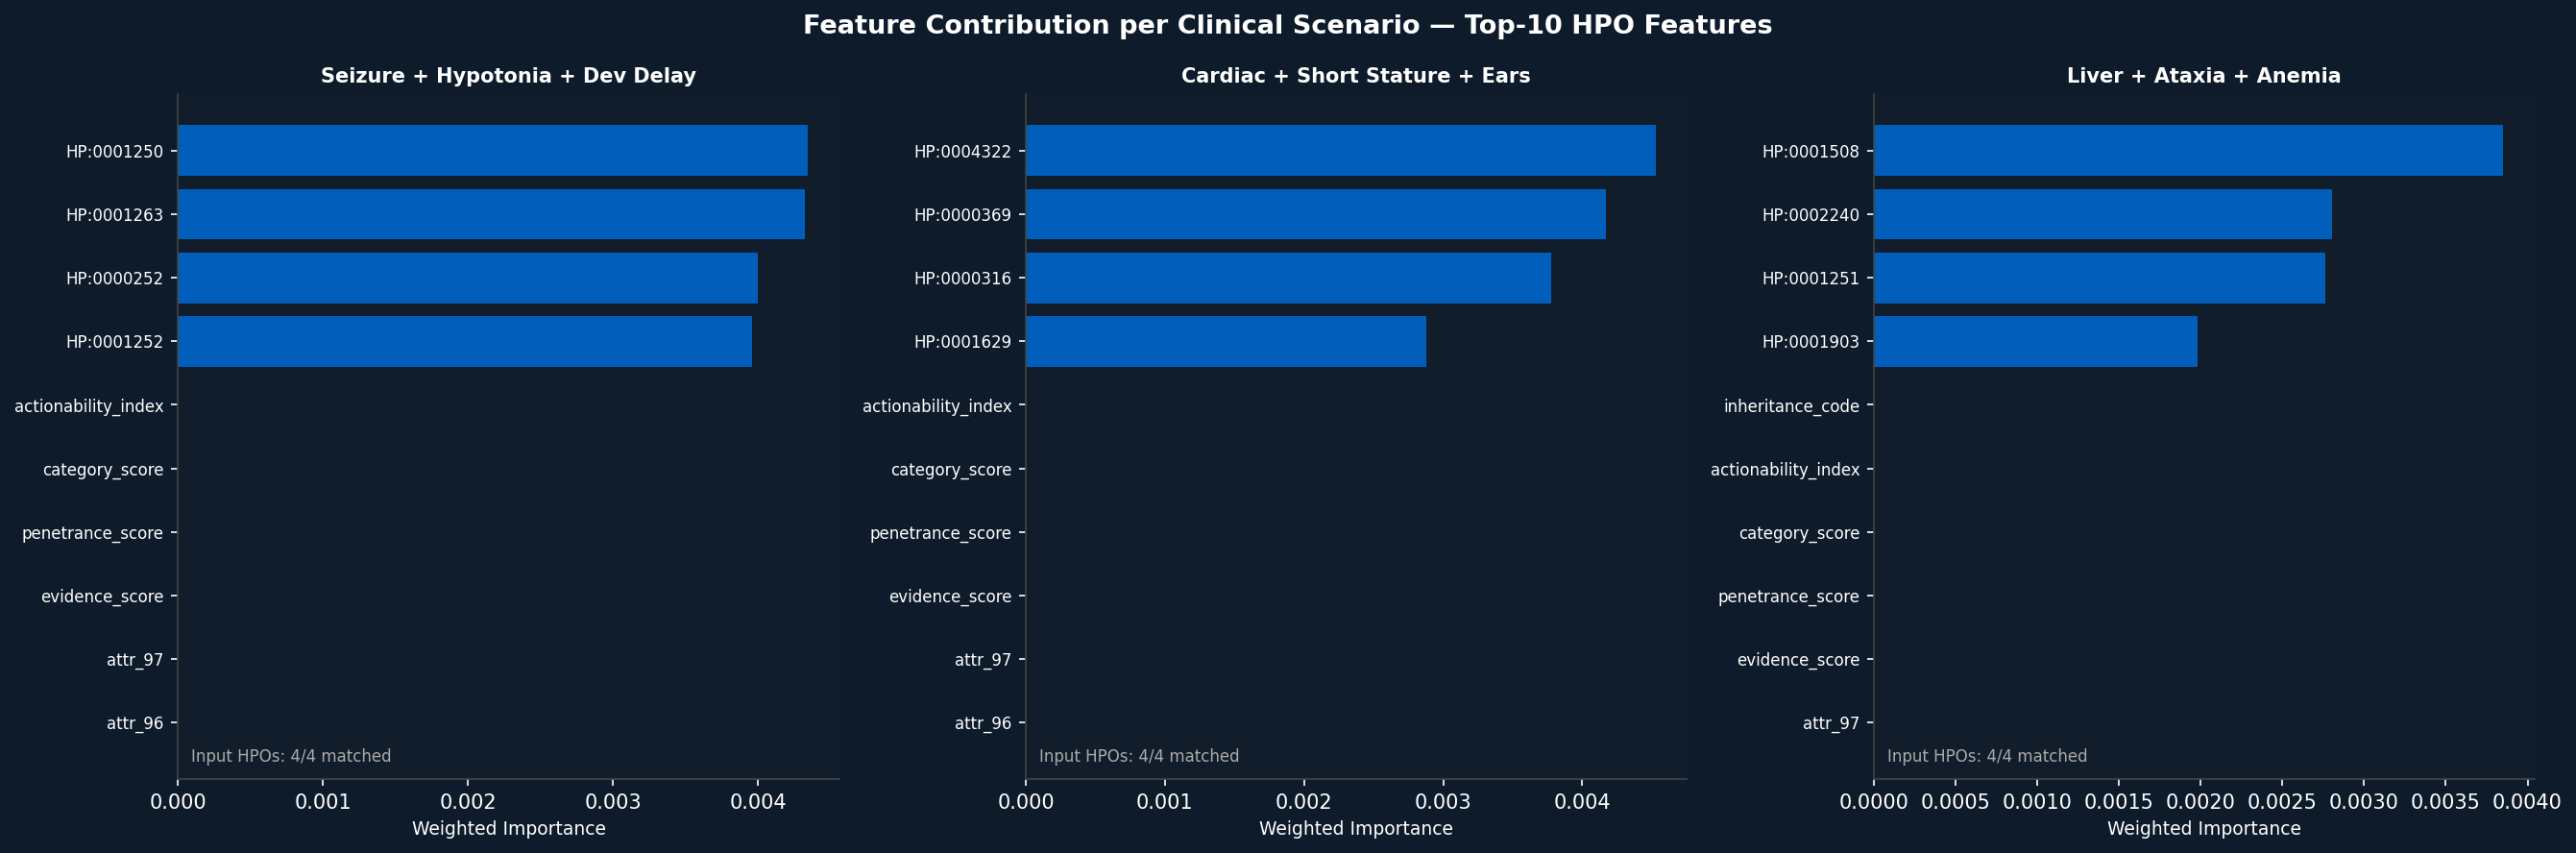 Feature Contribution per Clinical Scenario — Top-10 HPO Features
Seizure + Hypotonia + Dev Delay
HP:0001250
HP:0001263
HP:0000252
HP:0001252
actionability_index
category_score
penetrance_score
evidence_score
attr_97
attr_96
Input HPOs: 4/4 matched
0.000 0.001 0.002 0.003 0.004
Weighted Importance
Cardiac + Short Stature + Ears
HP:0004322
HP:0000369
HP:0000316
HP:0001629
actionability_index
category_score
penetrance_score
evidence_score
attr_97
attr_96
Input HPOs: 4/4 matched
0.000 0.001 0.002 0.003 0.004
Weighted Importance
Liver + Ataxia + Anemia
HP:0001508
HP:0002240
HP:0001251
HP:0001903
inheritance_code
actionability_index
category_score
penetrance_score
evidence_score
attr_97
Input HPOs: 4/4 matched
0.0000 0.0005 0.0010 0.0015 0.0020 0.0025 0.0030 0.0035 0.0040
Weighted Importance